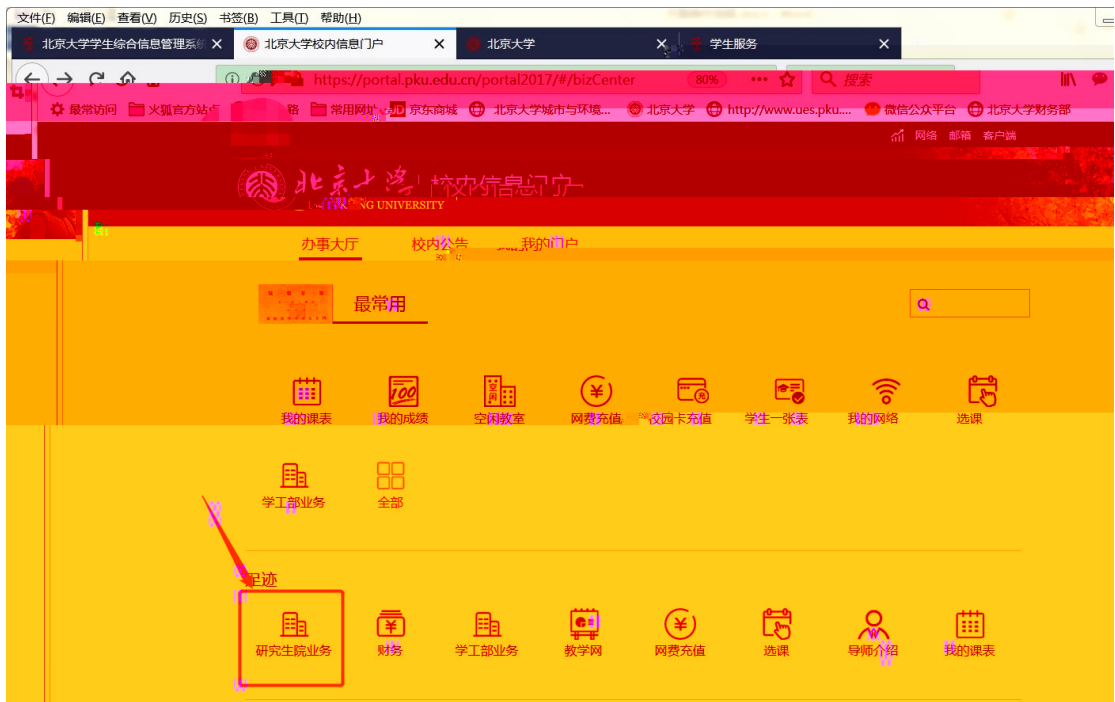 文件(F) 编辑(E) 查看(V) 历史(S) 书签(B) 工具(T) 帮助(H)
北京大学学生综合信息管理系统 北京大学校内信息门户 北京大学 学生服务
https://portal.pku.edu.cn/portal2017/#/bizCenter 80% 搜索
最常访问 火狐官方站点 常用网址 JD 京东商城 北京大学城市与环境... 北京大学 http://www.ues.pku.... 微信公众平台 北京大学财务部
网络 邮箱 客户端
北京大学 校内信息门户
NG UNIVERSITY
办事大厅 校内公告 我的门户
最常用
我的课表 我的成绩 空闲教室 网费充值 校园卡充值 学生一张表 我的网络 选课
学工部业务 全部
足迹
研究生院业务 财务 学工部业务 教学网 网费充值 选课 导师介绍 我的课表